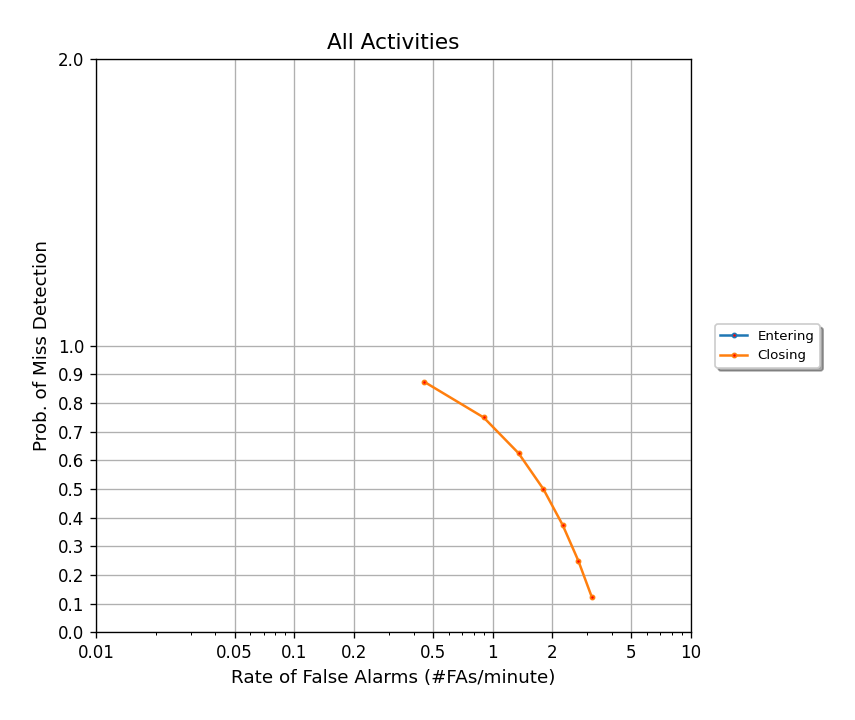 All Activities
2.0
1.0
0.9
0.8
0.7
0.6
0.5
0.4
0.3
0.2
0.1
0.0
Prob. of Miss Detection
0.01 0.05 0.1 0.2 0.5 1 2 5 10
Rate of False Alarms (#FAs/minute)
Entering
Closing